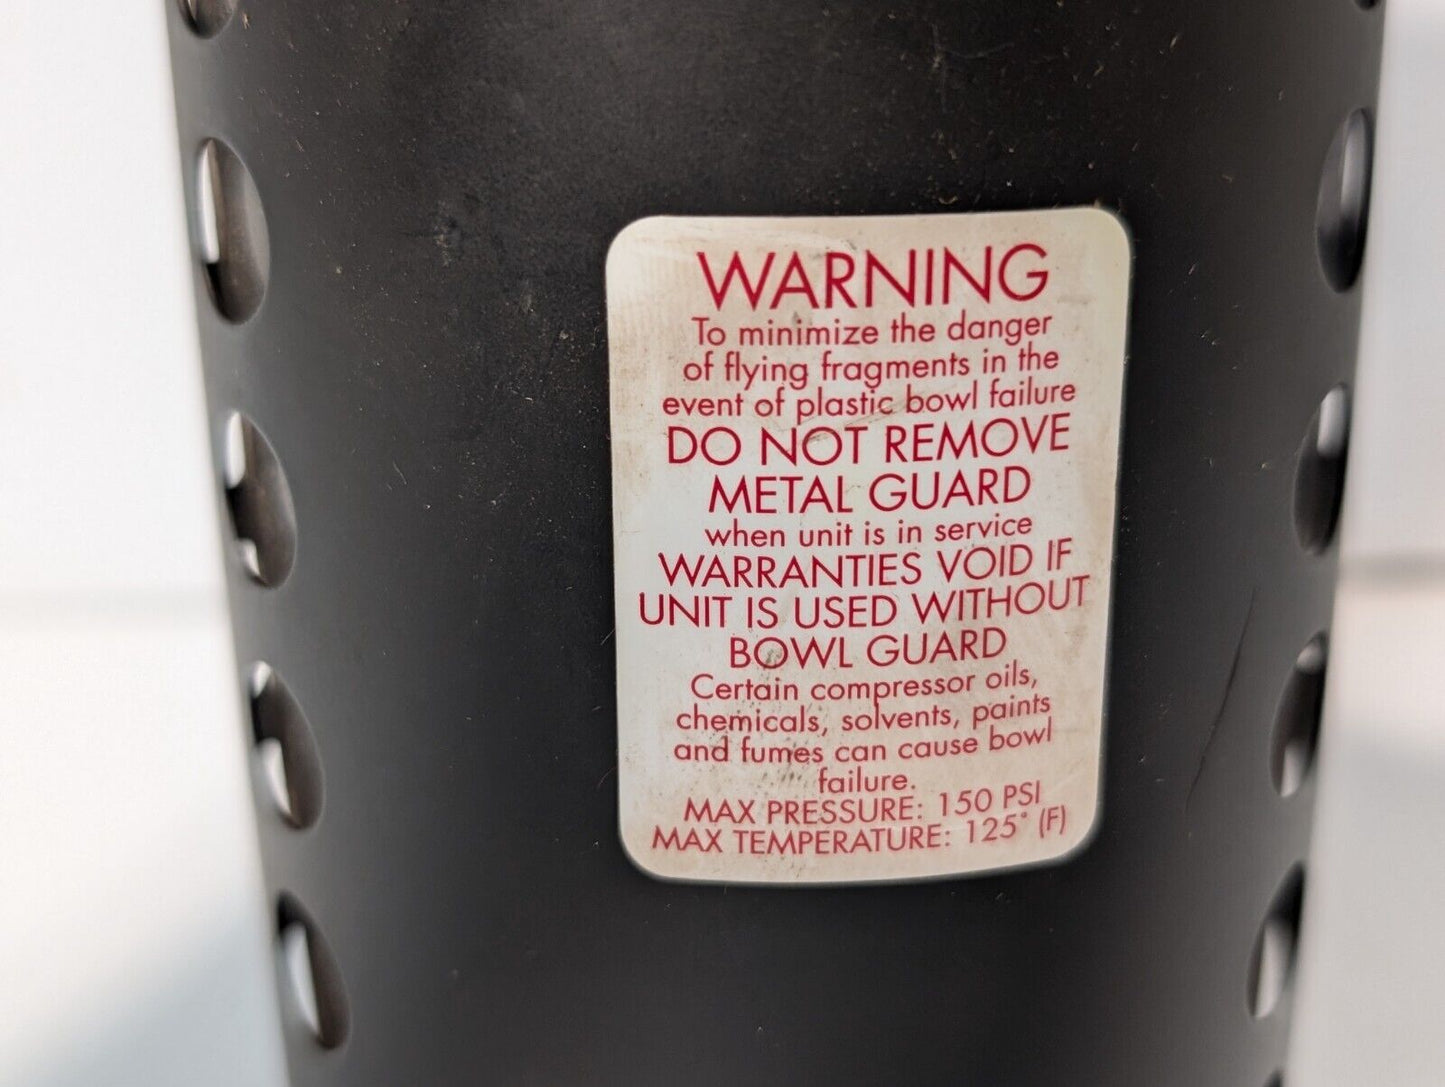 WARNING
To minimize the danger
of flying fragments in the
event of plastic bowl failure
DO NOT REMOVE
METAL GUARD
when unit is in service
WARRANTIES VOID IF
UNIT IS USED WITHOUT
BOWL GUARD
Certain compressor oils,
chemicals, solvents, paints
and fumes can cause bowl
failure.
MAX PRESSURE: 150 PSI
MAX TEMPERATURE: 125° (F)